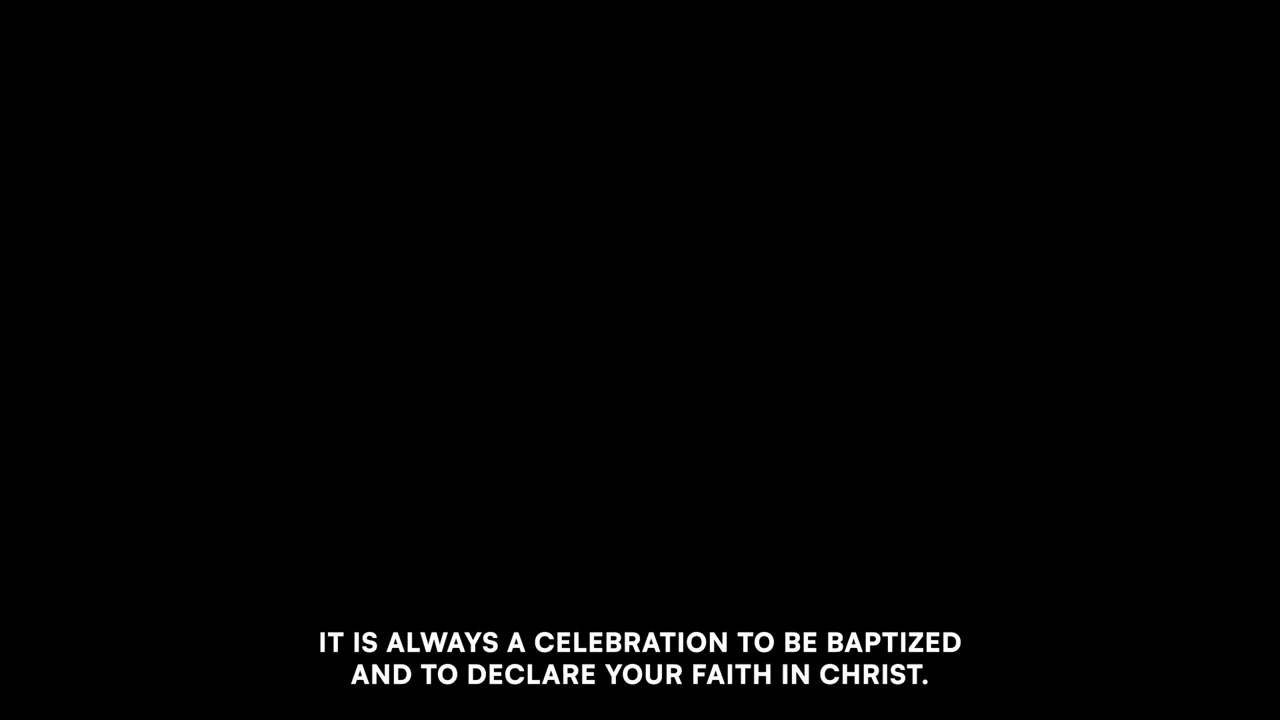 IT IS ALWAYS A CELEBRATION TO BE BAPTIZED
AND TO DECLARE YOUR FAITH IN CHRIST.